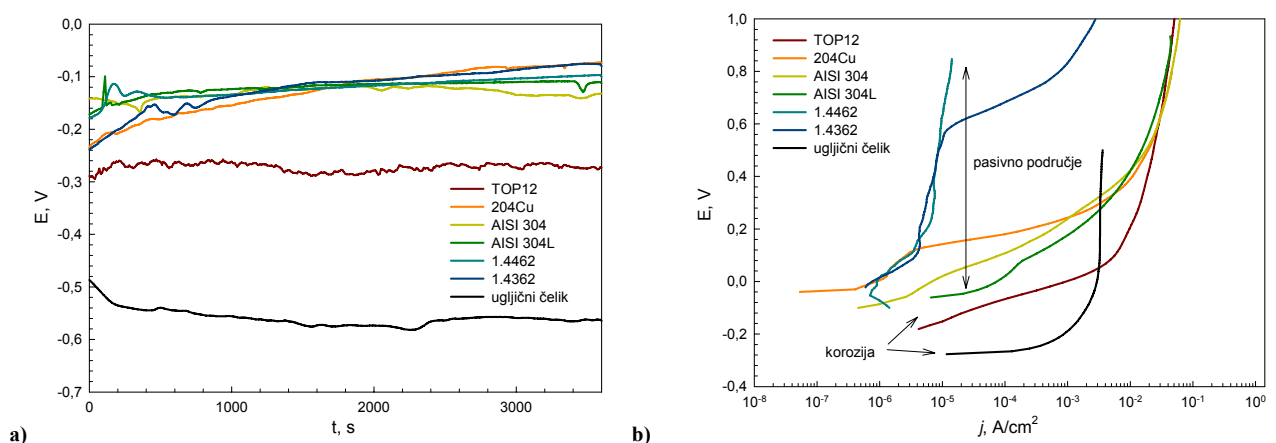 0,0
-0,1
-0,2
-0,3
-0,4
-0,5
-0,6
-0,7
E, V
0
1000
2000
3000
t, s
TOP12
204Cu
AISI 304
AISI 304L
1.4462
1.4362
ugljični čelik
a)
1,0
0,8
0,6
0,4
0,2
0,0
-0,2
-0,4
E, V
TOP12
204Cu
AISI 304
AISI 304L
1.4462
1.4362
ugljični čelik
pasivno područje
korozija
10⁻⁸
10⁻⁷
10⁻⁶
10⁻⁵
10⁻⁴
10⁻³
10⁻²
10⁻¹
10⁰
j, A/cm²
b)